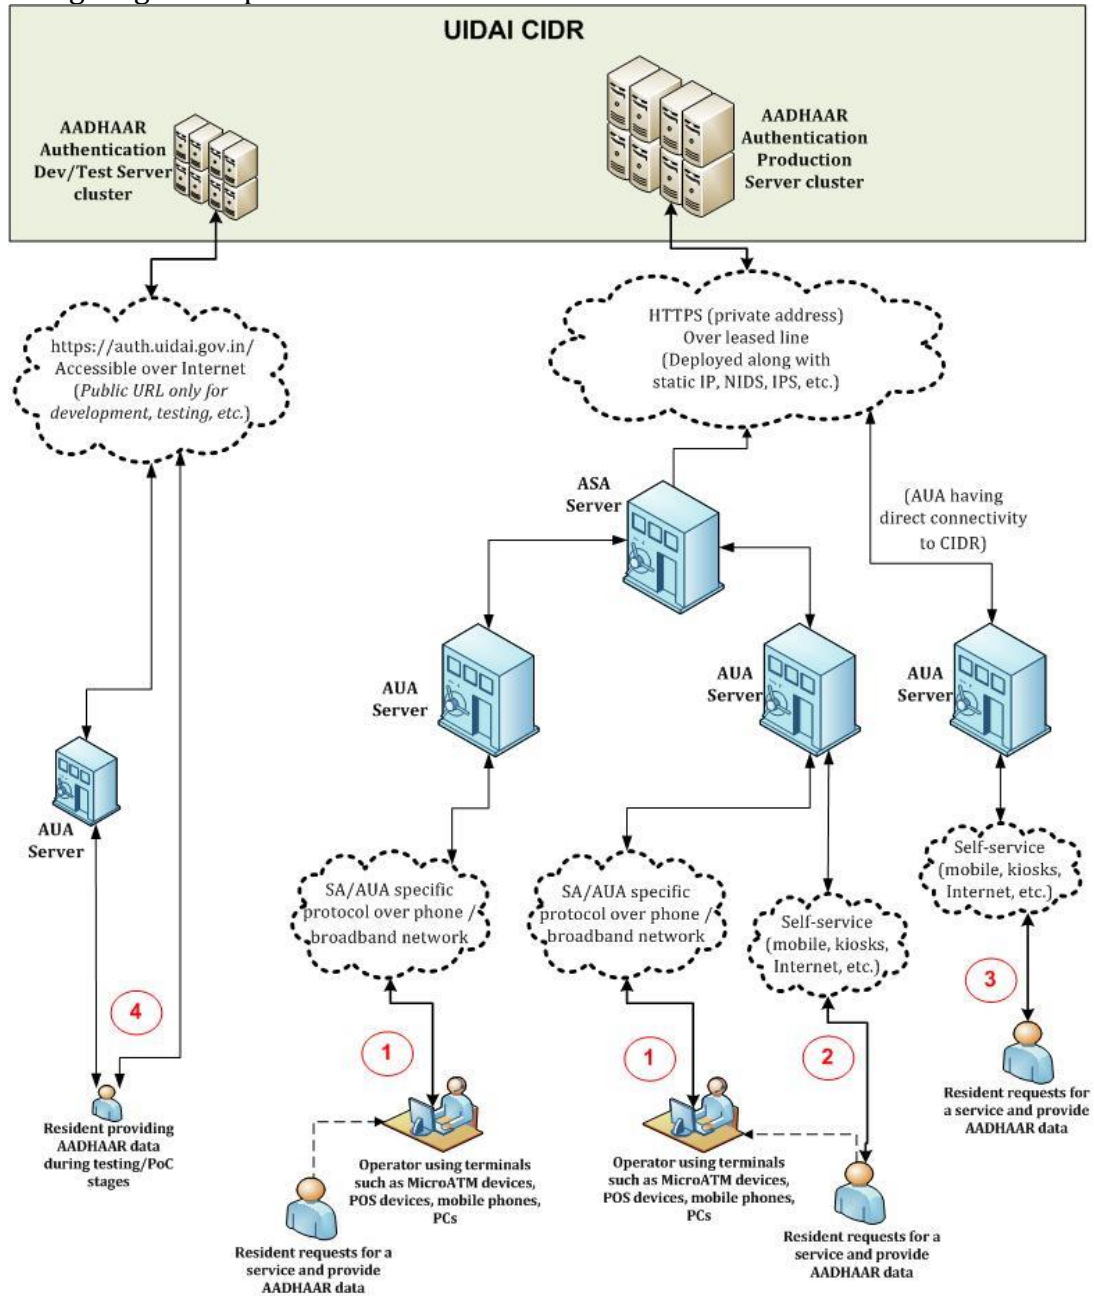 UIDAI CIDR
AADHAAR
Authentication
Dev/Test Server
cluster
AADHAAR
Authentication
Production
Server cluster
https://auth.uidai.gov.in/
Accessible over Internet
(Public URL only for
development, testing, etc.)
HTTPS (private address)
Over leased line
(Deployed along with
static IP, NIDS, IPS, etc.)
ASA
Server
(AUA having
direct connectivity
to CIDR)
AUA
Server
AUA
Server
AUA
Server
AUA
Server
SA/AUA specific
protocol over phone /
broadband network
SA/AUA specific
protocol over phone /
broadband network
Self-service
(mobile, kiosks,
Internet, etc.)
Self-service
(mobile, kiosks,
Internet, etc.)
4
1
1
2
3
Resident providing
AADHAAR data
during testing/PoC
stages
Operator using terminals
such as MicroATM devices,
POS devices, mobile phones,
PCs
Operator using terminals
such as MicroATM devices,
POS devices, mobile phones,
PCs
Resident requests for
a service and provide
AADHAAR data
Resident requests for a
service and provide
AADHAAR data
Resident requests for a
service and provide
AADHAAR data